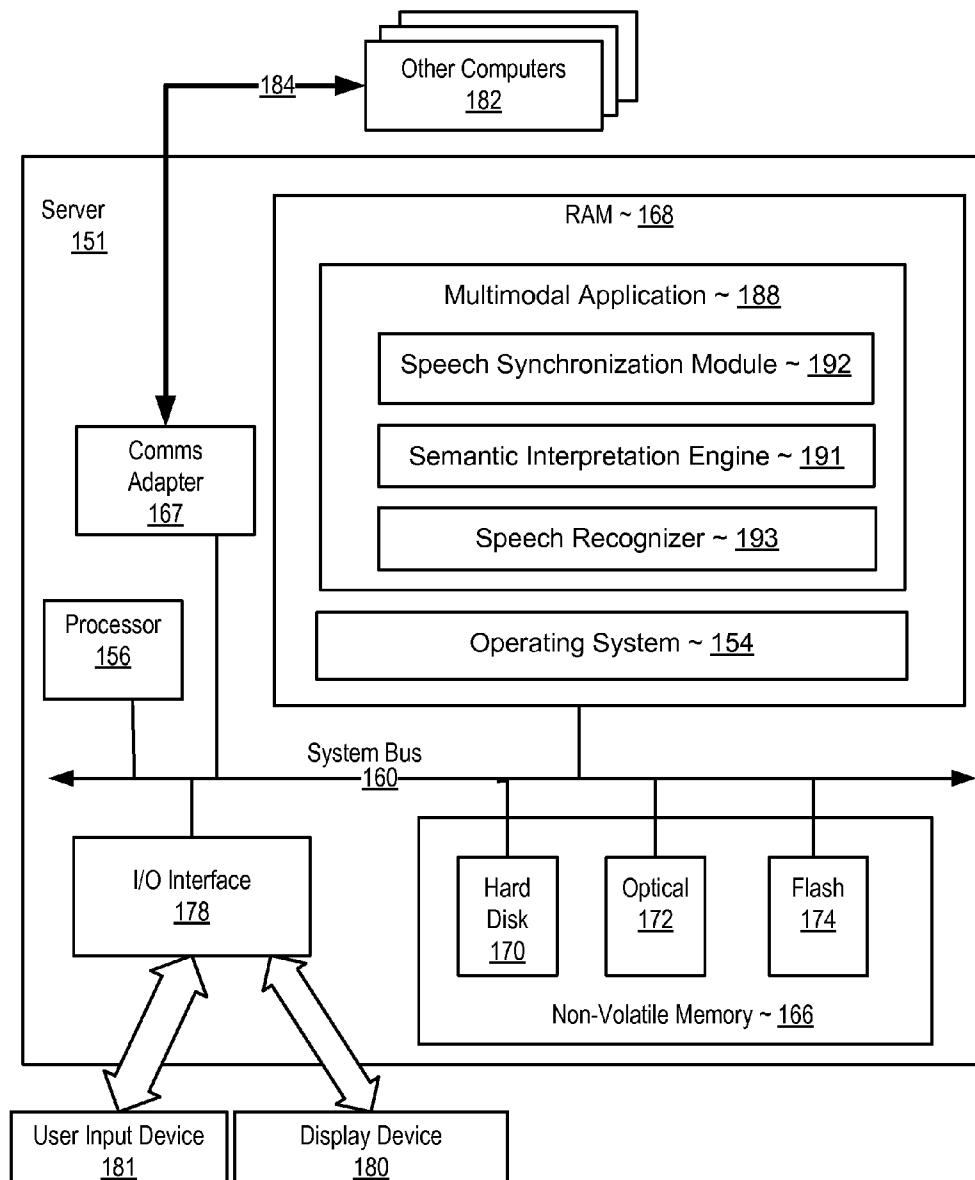 Other Computers
182
184
Server
151
RAM ~ 168
Multimodal Application ~ 188
Speech Synchronization Module ~ 192
Semantic Interpretation Engine ~ 191
Speech Recognizer ~ 193
Operating System ~ 154
Comms
Adapter
167
Processor
156
System Bus
160
I/O Interface
178
Hard
Disk
170
Optical
172
Flash
174
Non-Volatile Memory ~ 166
User Input Device
181
Display Device
180